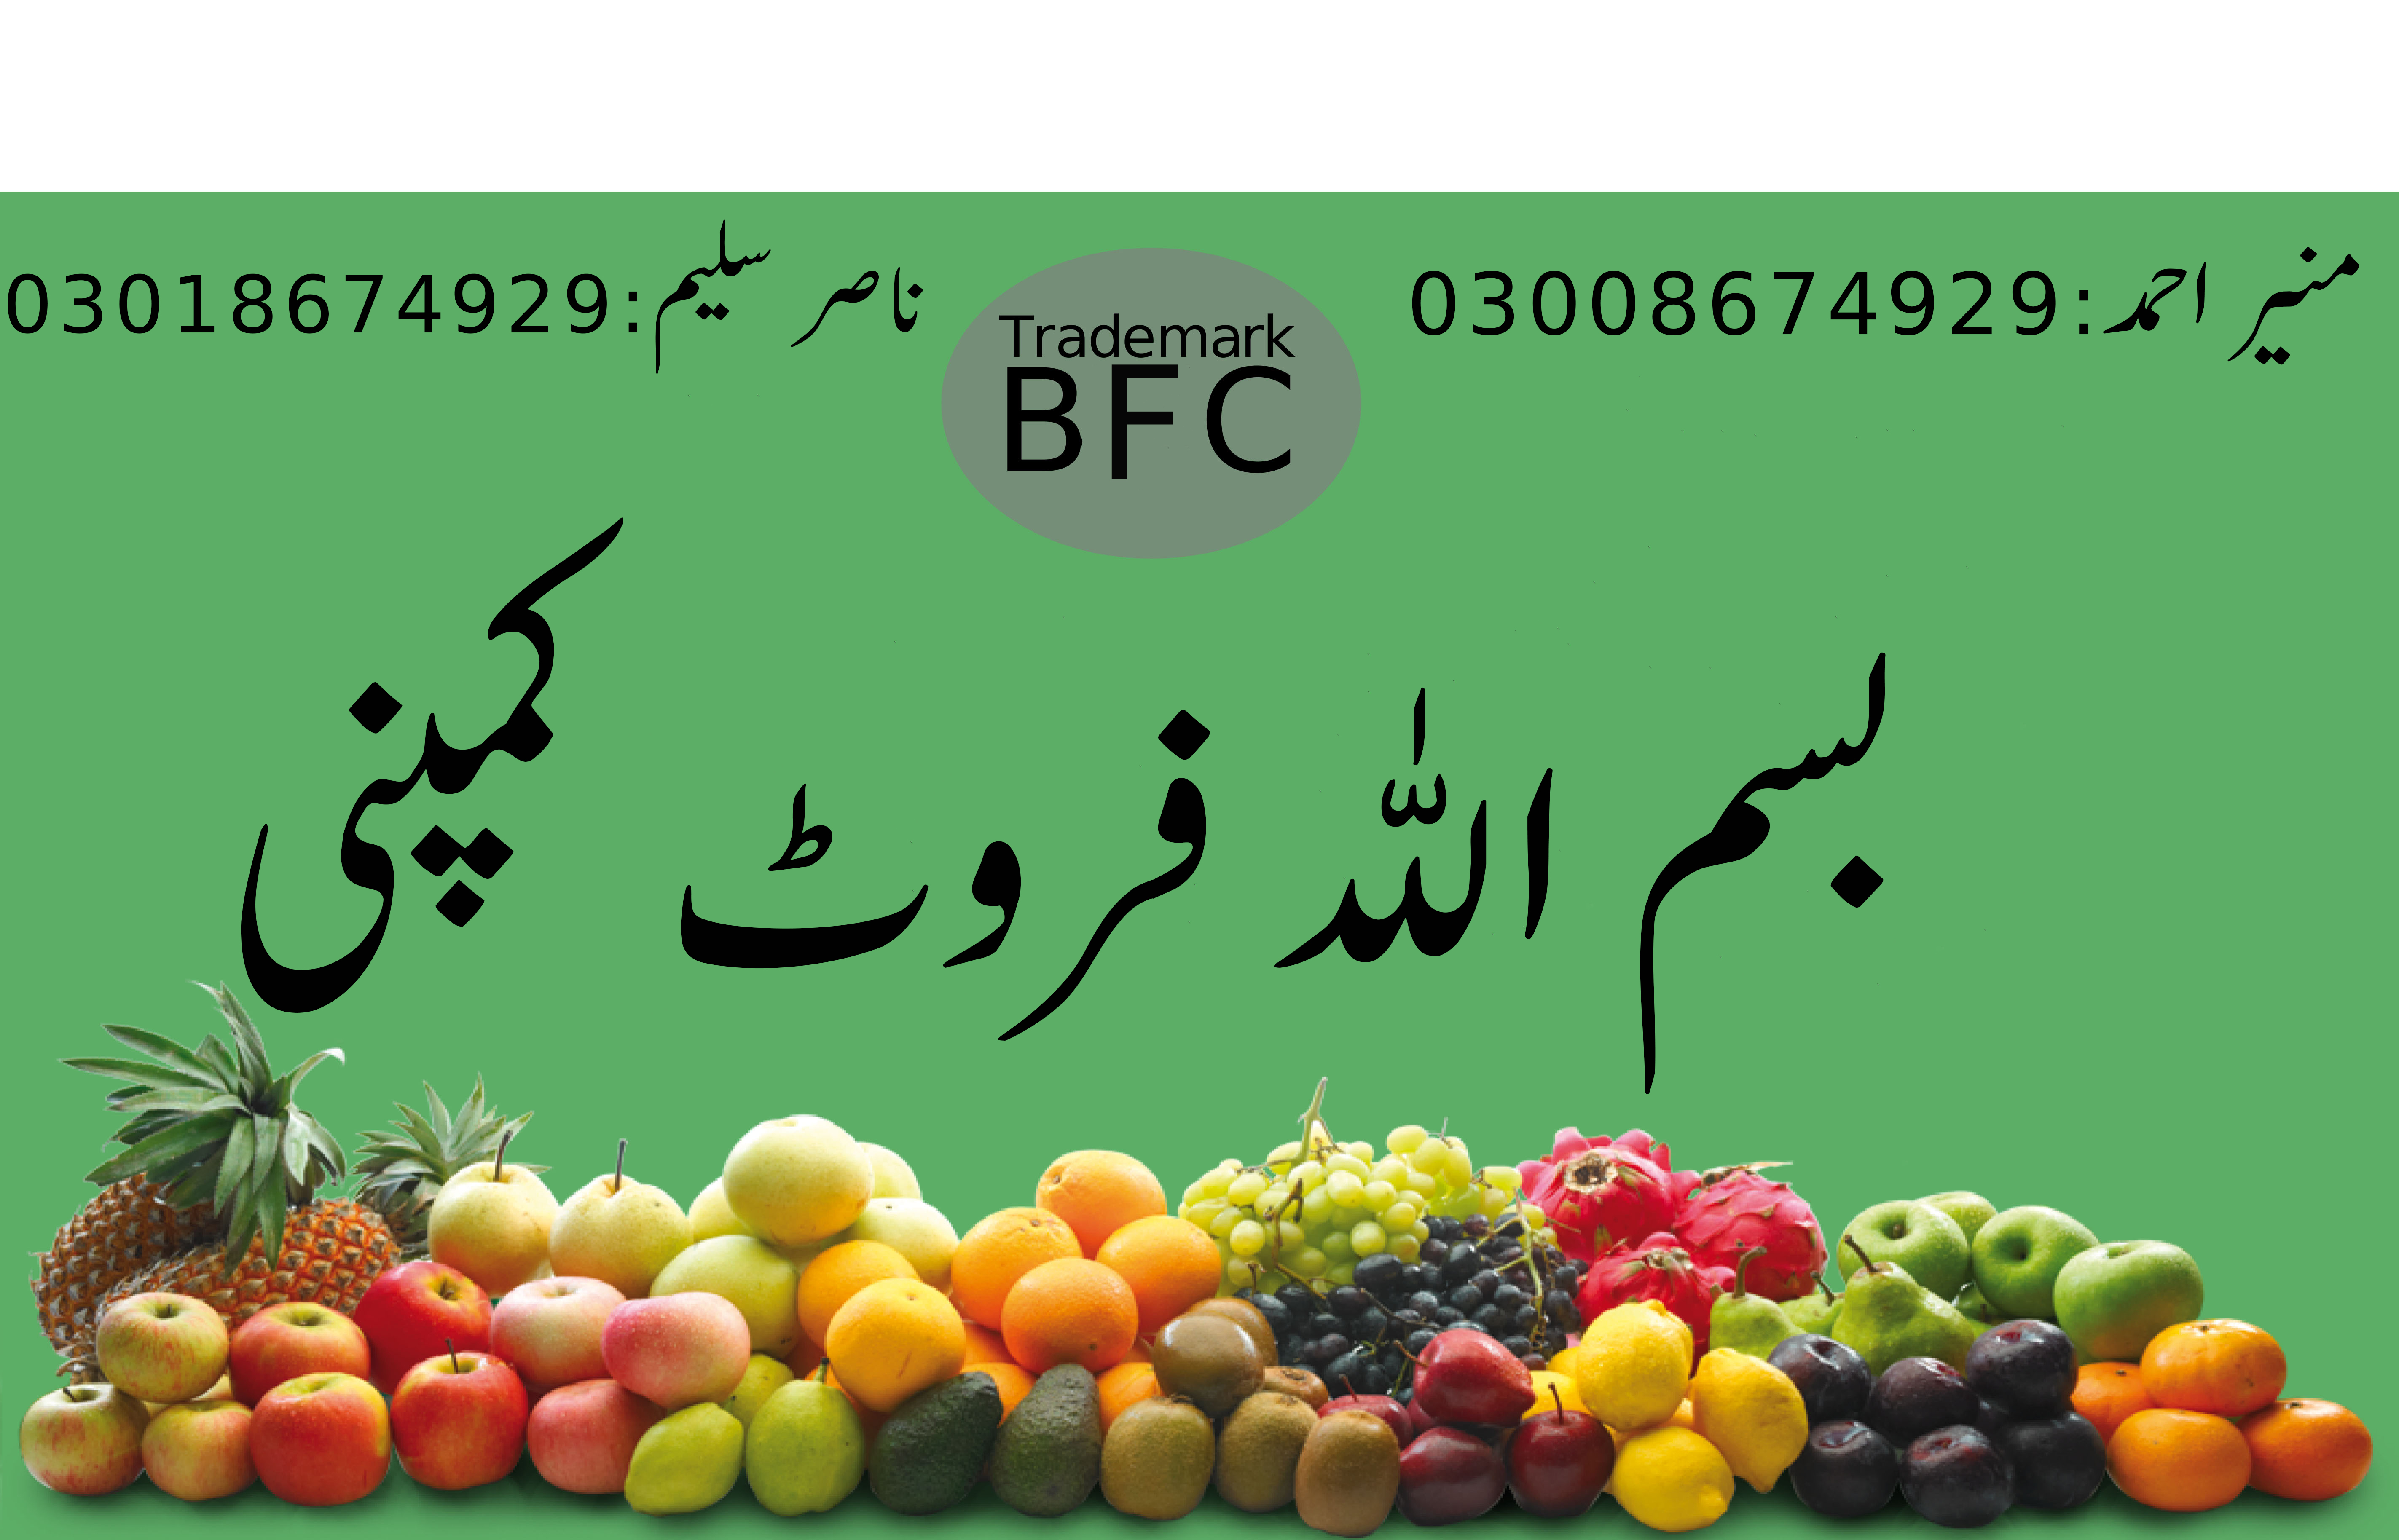 منیر احمد:03008674929
Trademark
BFC
ناصر سلیم:03018674929
بسم اللہ فروٹ کمپنی